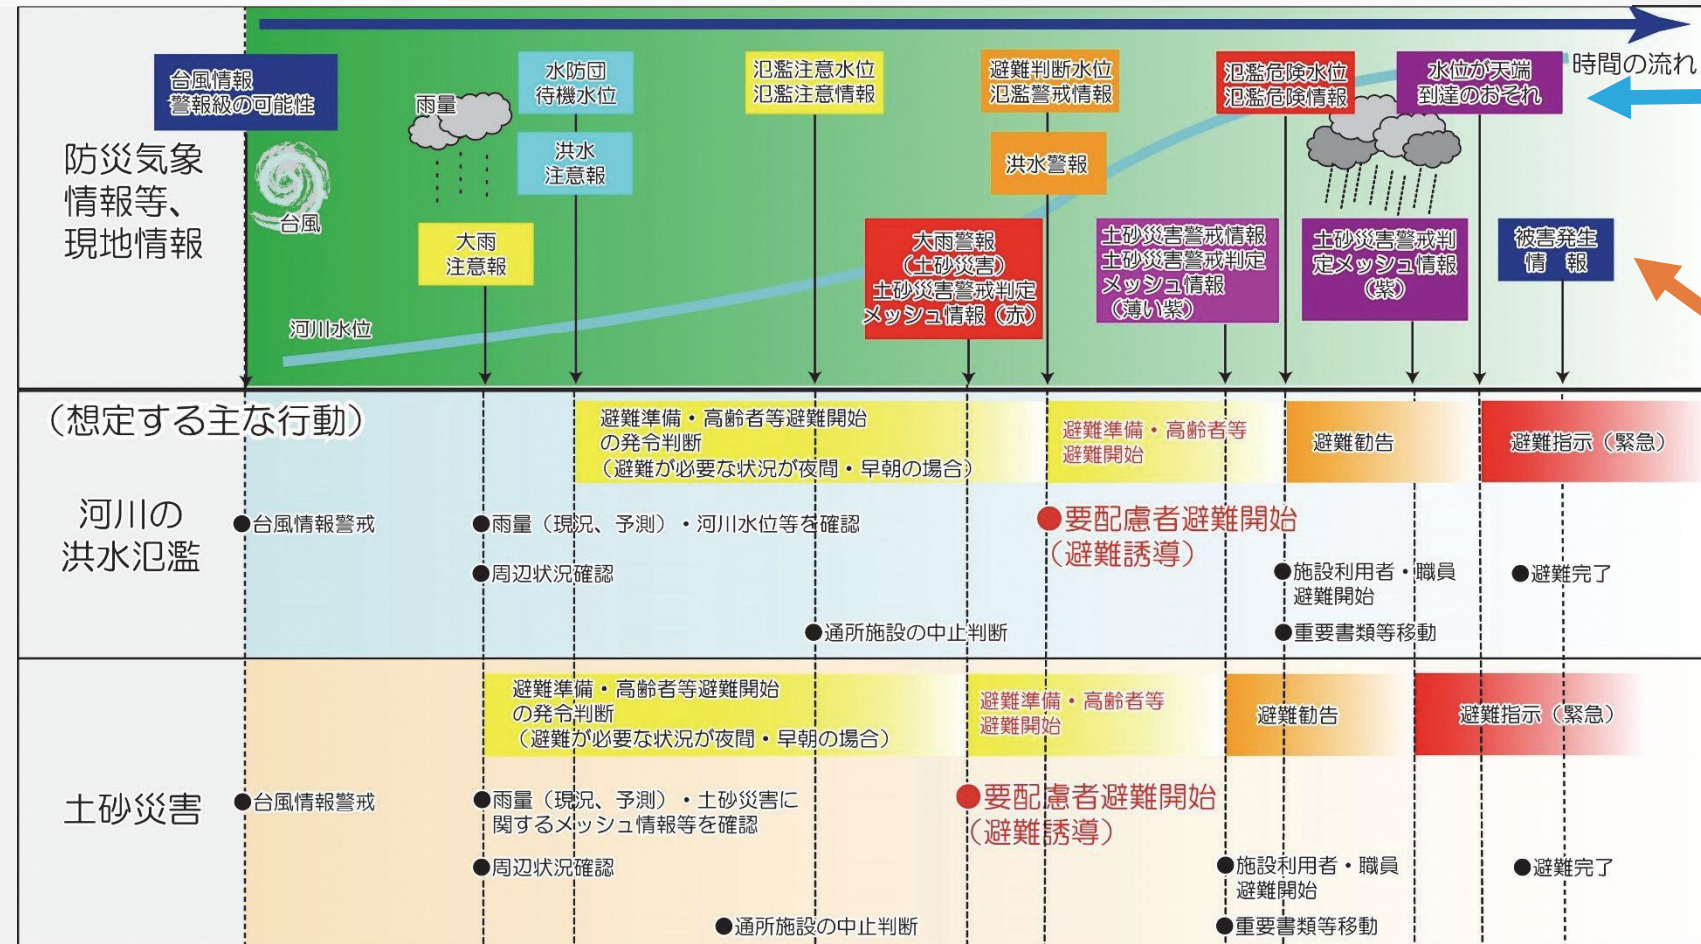 時間の流れ
防災気象
情報等、
現地情報
台風情報
警報級の可能性
台風
雨量
水防団
待機水位
洪水
注意報
大雨
注意報
河川水位
氾濫注意水位
氾濫注意情報
避難判断水位
氾濫警戒情報
洪水警報
大雨警報
（土砂災害）
土砂災害警戒判定
メッシュ情報（赤）
氾濫危険水位
氾濫危険情報
土砂災害警戒情報
土砂災害警戒判定
メッシュ情報
（薄い紫）
水位が天端
到達のおそれ
土砂災害警戒判
定メッシュ情報
（紫）
被害発生
情　報
（想定する主な行動）
河川の
洪水氾濫
避難準備・高齢者等避難開始
の発令判断
（避難が必要な状況が夜間・早朝の場合）
避難準備・高齢者等
避難開始
避難勧告
避難指示（緊急）
●台風情報警戒
●雨量（現況、予測）・河川水位等を確認
●周辺状況確認
●通所施設の中止判断
●要配慮者避難開始
（避難誘導）
●施設利用者・職員
避難開始
●重要書類等移動
●避難完了
土砂災害
避難準備・高齢者等避難開始
の発令判断
（避難が必要な状況が夜間・早朝の場合）
避難準備・高齢者等
避難開始
避難勧告
避難指示（緊急）
●台風情報警戒
●雨量（現況、予測）・土砂災害に
関するメッシュ情報等を確認
●周辺状況確認
●通所施設の中止判断
●要配慮者避難開始
（避難誘導）
●施設利用者・職員
避難開始
●重要書類等移動
●避難完了